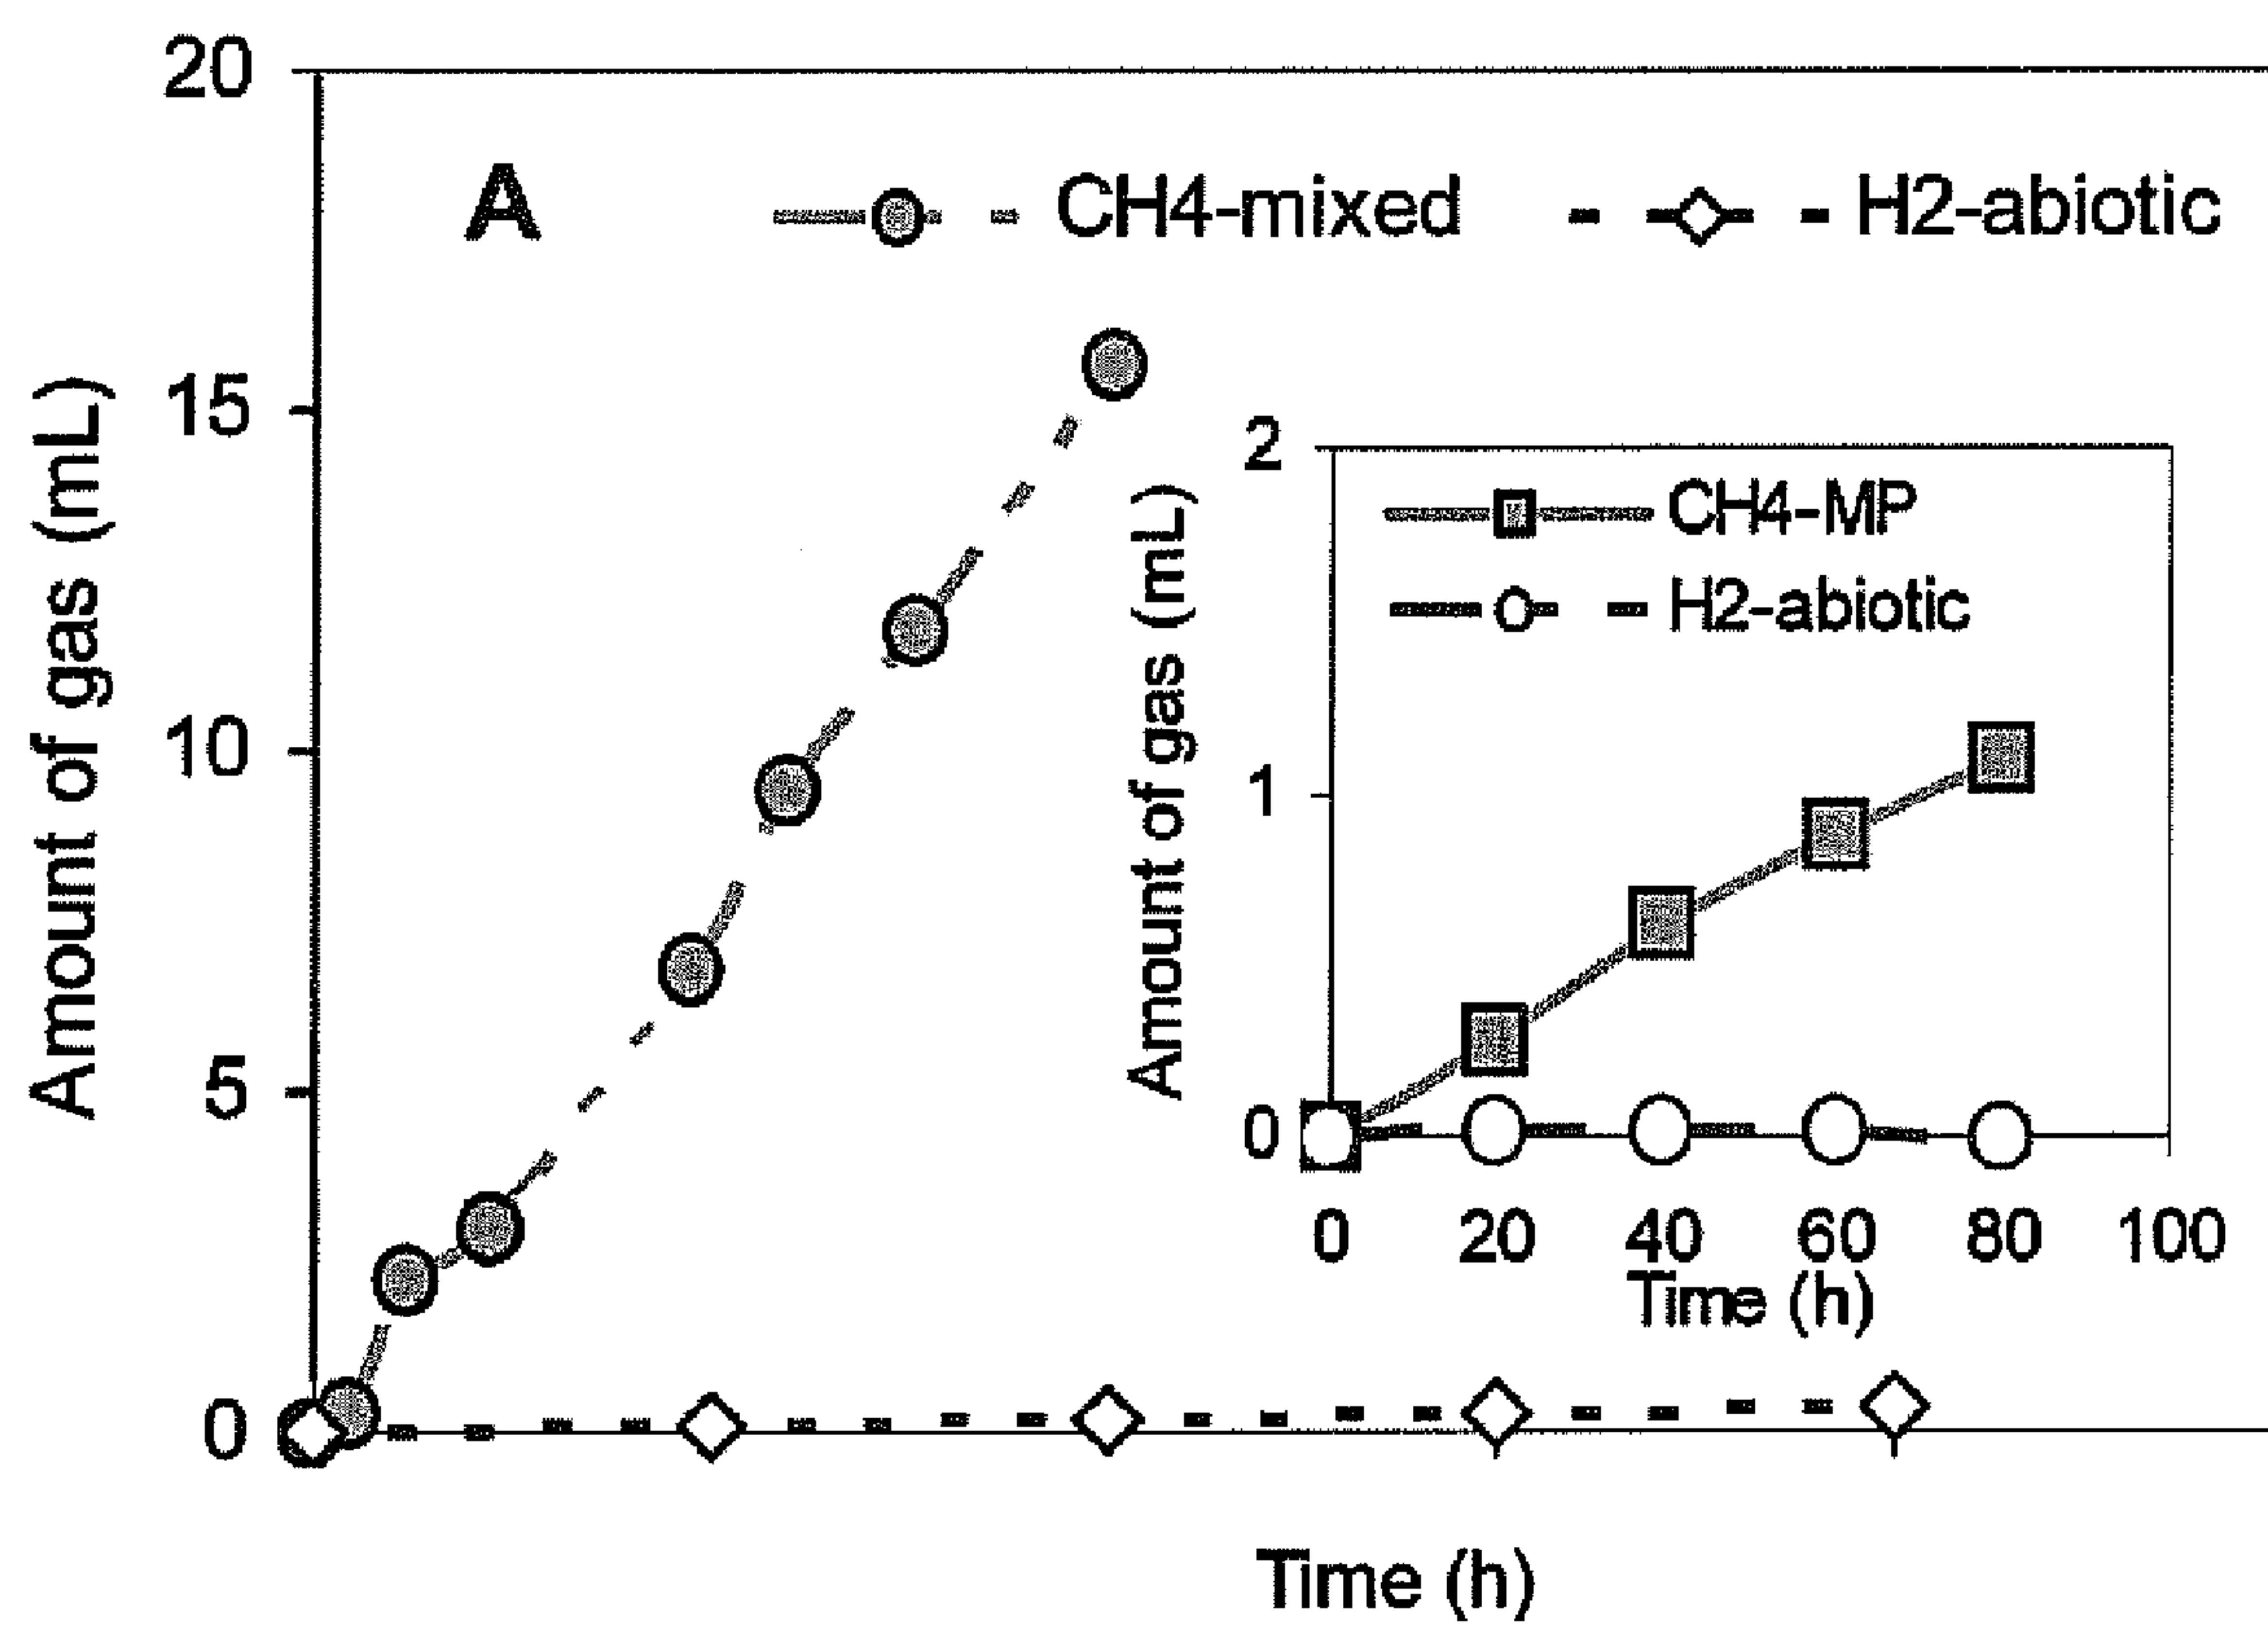 20
A CH4-mixed H2-abiotic
15
10
5
0
Amount of gas (mL)
Time (h)
2
CH4-MP
H2-abiotic
1
0
Amount of gas (mL)
0 20 40 60 80 100
Time (h)